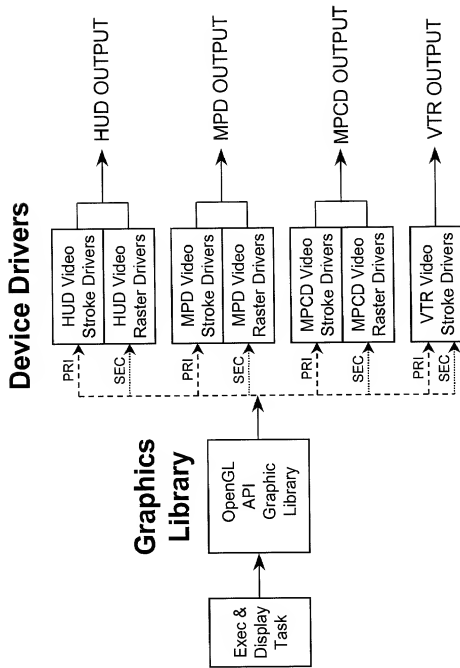 Device Drivers
Graphics
Library
Exec &
Display
Task
OpenGL
API
Graphic
Library
PRI
SEC
HUD Video
Stroke Drivers
HUD Video
Raster Drivers
HUD OUTPUT
PRI
SEC
MPD Video
Stroke Drivers
MPD Video
Raster Drivers
MPD OUTPUT
PRI
SEC
MPCD Video
Stroke Drivers
MPCD Video
Raster Drivers
MPCD OUTPUT
PRI
SEC
VTR Video
Stroke Drivers
VTR OUTPUT